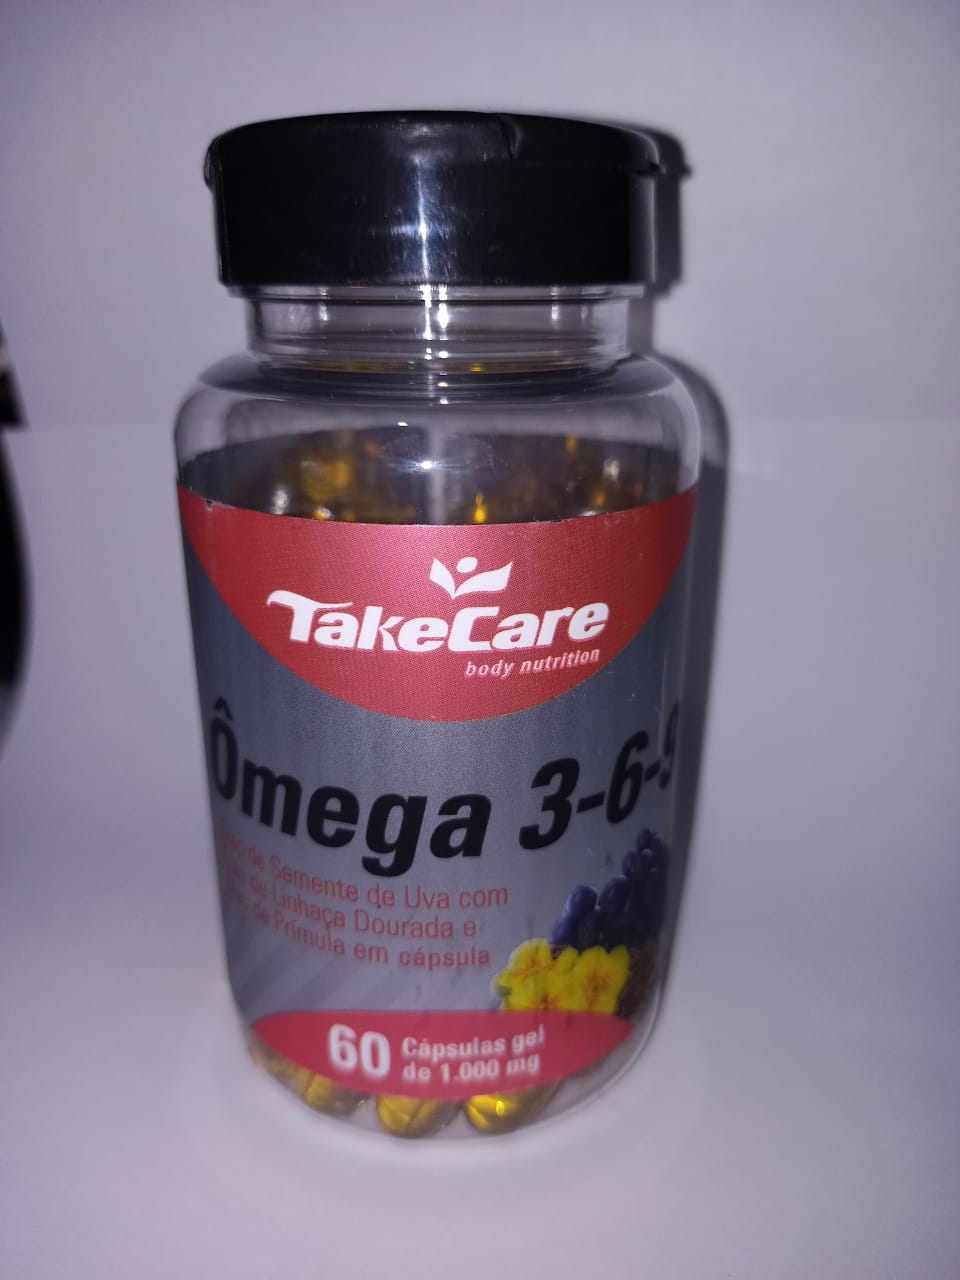 TakeCare
body nutrition
Ômega 3-6-9
de Semente de Uva com
de Linhaça Dourada e
de Prímula em cápsula
60 Cápsulas gel
de 1.000 mg